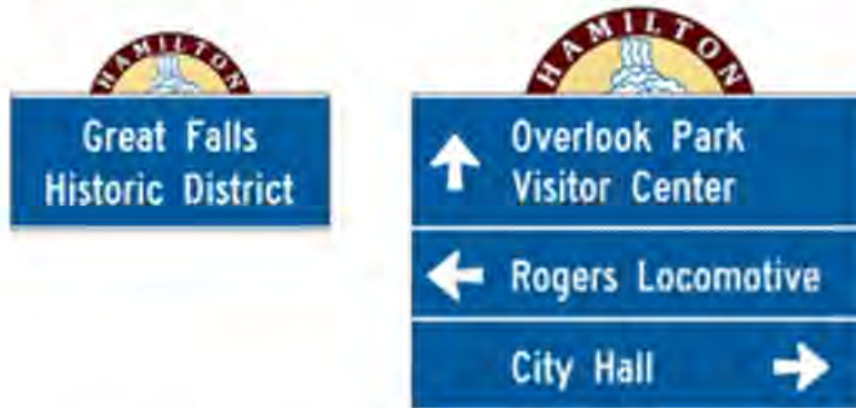 HAMILTON
Great Falls
Historic District
HAMILTON
Overlook Park
Visitor Center
Rogers Locomotive
City Hall